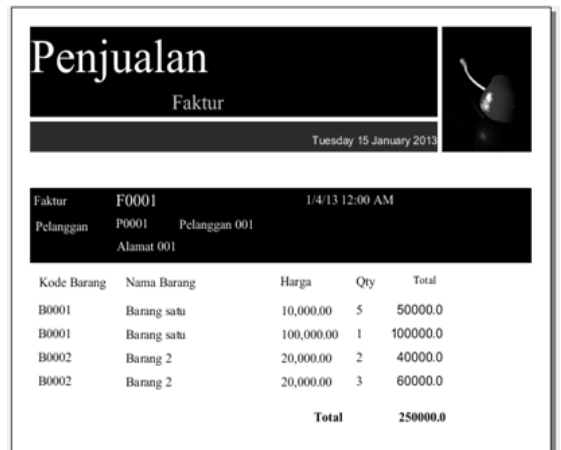 Penjualan
Faktur
Tuesday 15 January 2013
Faktur F0001 1/4/13 12:00 AM
Pelanggan P0001 Pelanggan 001
Alamat 001
Kode Barang Nama Barang Harga Qty Total
B0001 Barang satu 10,000.00 5 50000.0
B0001 Barang satu 100,000.00 1 100000.0
B0002 Barang 2 20,000.00 2 40000.0
B0002 Barang 2 20,000.00 3 60000.0
Total 250000.0